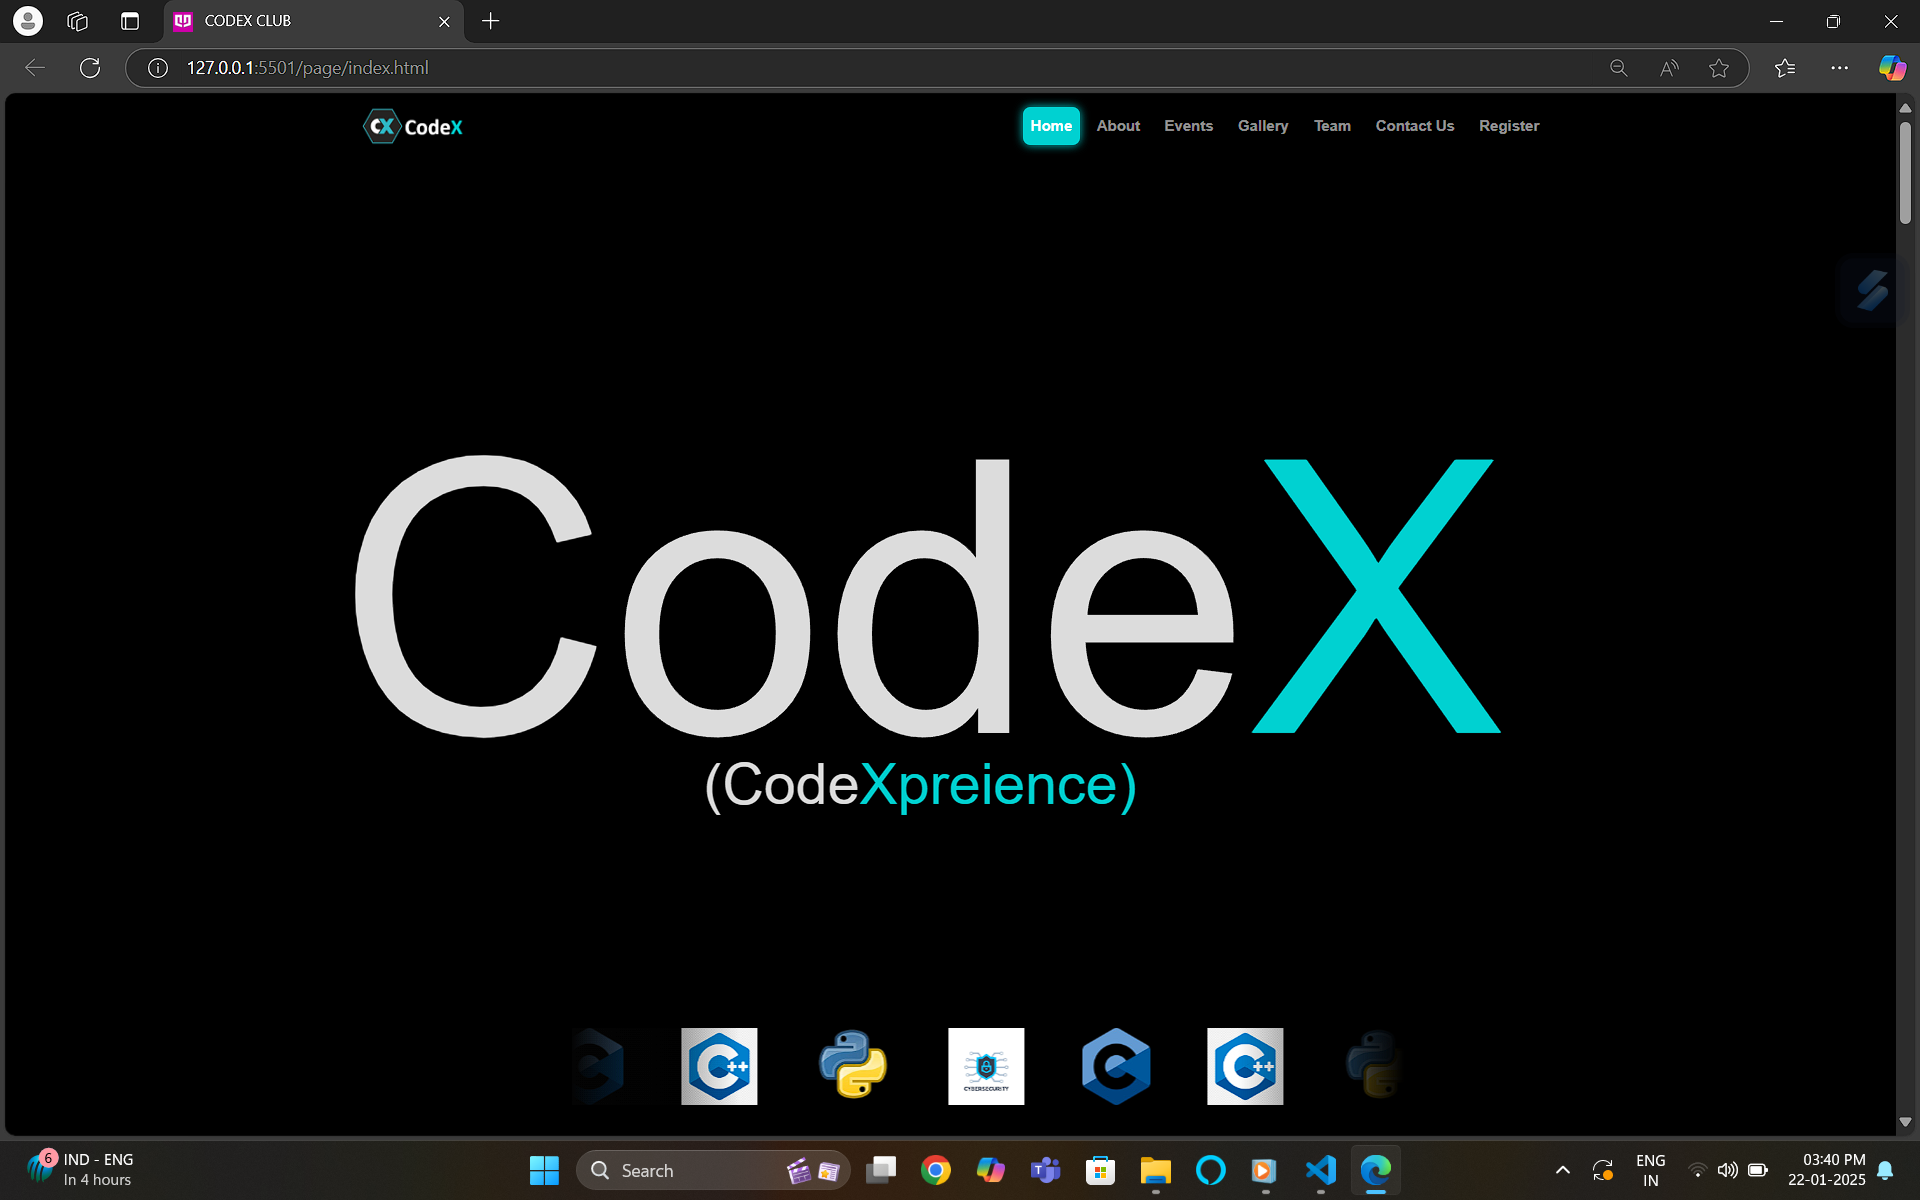 CODEX CLUB
127.0.0.1:5501/page/index.html
CX CodeX
Home About Events Gallery Team Contact Us Register
CodeX
(CodeXpreience)
C C++ CYBERSECURITY C C++
6 IND - ENG
In 4 hours
Search
ENG
IN
03:40 PM
22-01-2025